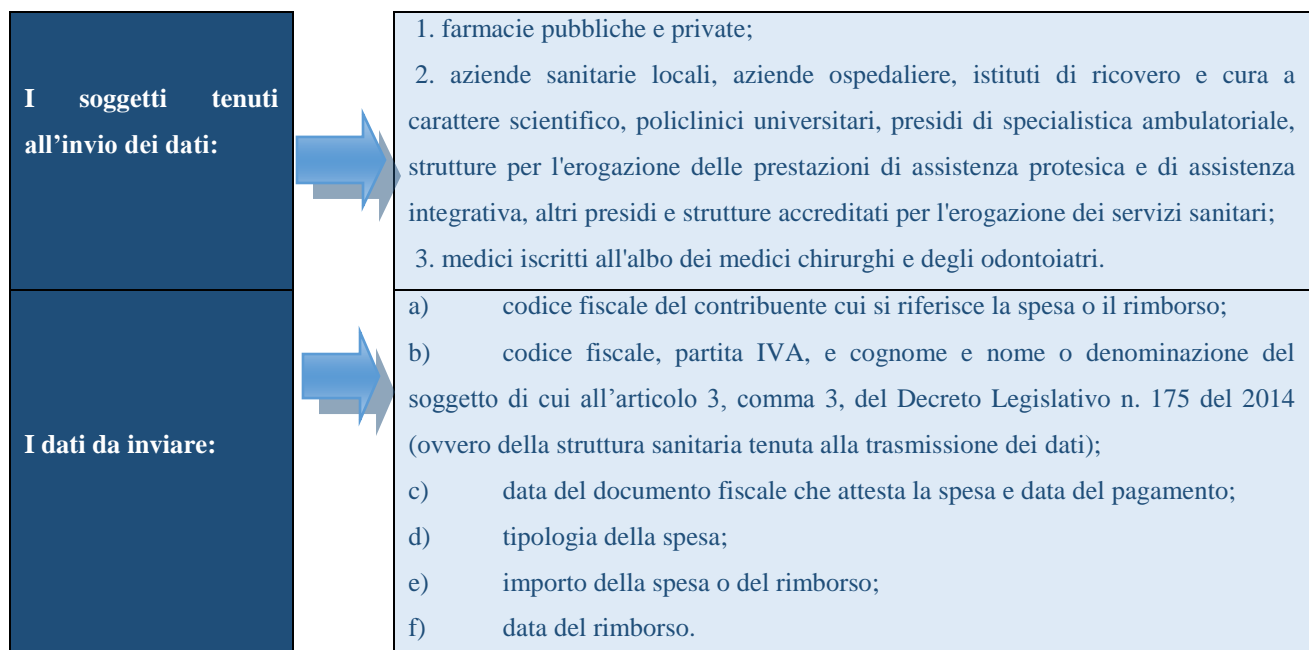 I soggetti tenuti
all’invio dei dati:
1. farmacie pubbliche e private;
2. aziende sanitarie locali, aziende ospedaliere, istituti di ricovero e cura a
carattere scientifico, policlinici universitari, presidi di specialistica ambulatoriale,
strutture per l'erogazione delle prestazioni di assistenza protesica e di assistenza
integrativa, altri presidi e strutture accreditati per l'erogazione dei servizi sanitari;
3. medici iscritti all'albo dei medici chirurghi e degli odontoiatri.
I dati da inviare:
a) codice fiscale del contribuente cui si riferisce la spesa o il rimborso;
b) codice fiscale, partita IVA, e cognome e nome o denominazione del
soggetto di cui all’articolo 3, comma 3, del Decreto Legislativo n. 175 del 2014
(ovvero della struttura sanitaria tenuta alla trasmissione dei dati);
c) data del documento fiscale che attesta la spesa e data del pagamento;
d) tipologia della spesa;
e) importo della spesa o del rimborso;
f) data del rimborso.